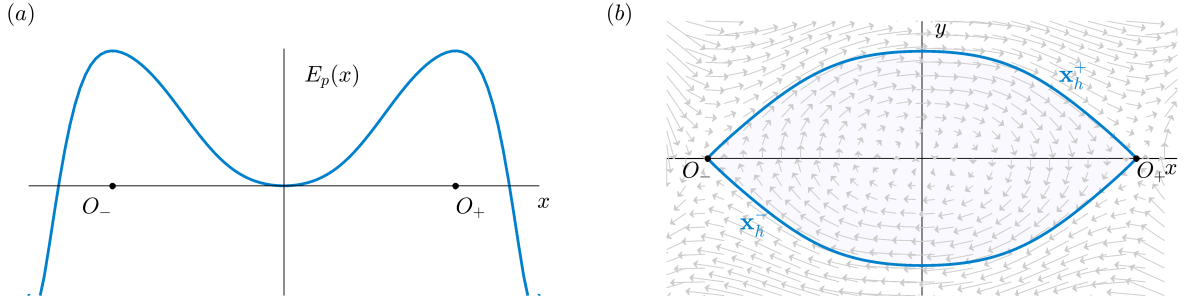 (a)
E_p(x)
O_−
O_+
x
(b)
y
x_h^+
O_−
O_+
x
x_h^−